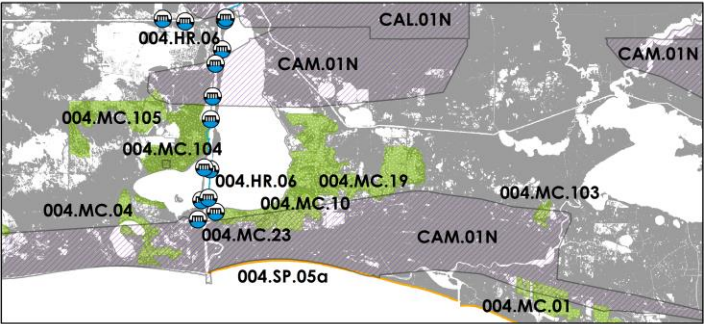 CAL.01N
004.HR.06
CAM.01N
CAM.01N
004.MC.105
004.MC.104
004.HR.06
004.MC.19
004.MC.103
004.MC.04
004.MC.10
004.MC.23
CAM.01N
004.SP.05a
004.MC.01